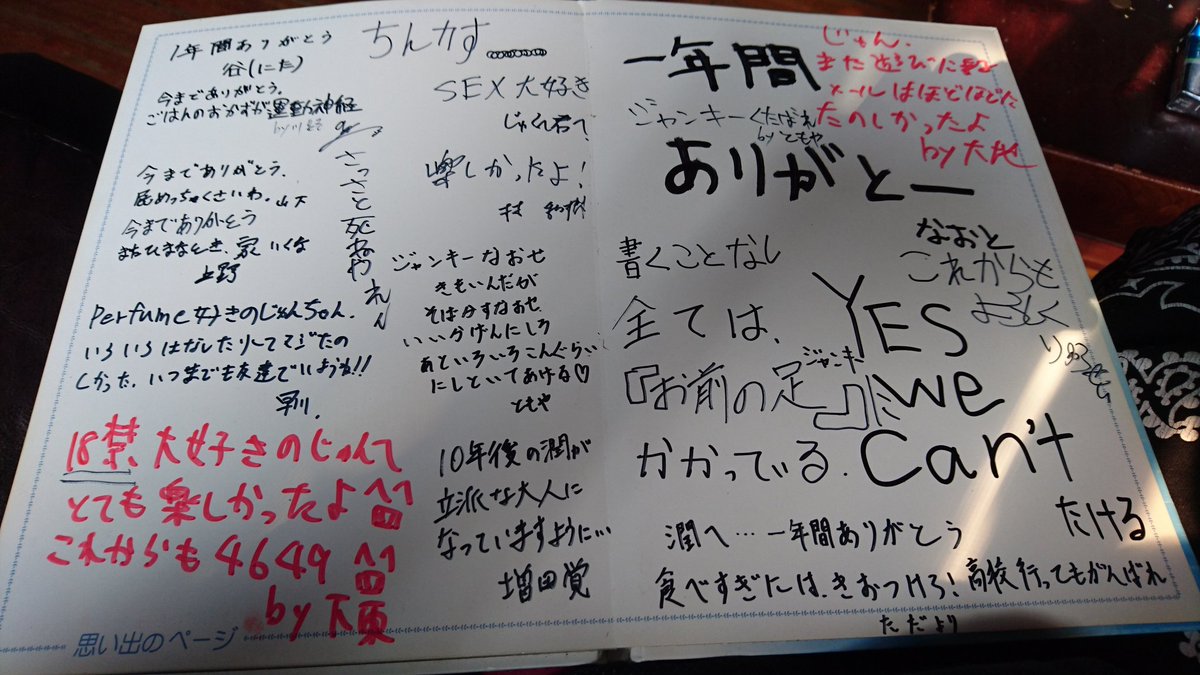 1年間ありがとう
谷(にた)
今までありがとう。
ごはんのおかずが運動神経
さっさと死ねやれん
今までありがとう、
屁めっちゃくさいわ。山下
今までありがとう
またひまなとき、家いくな
上野
Perfume好きのじゅんちゃん、
いろいろはなしたりしてマジたの
しかった、いつまでも友達でいようね!!
早川、
18禁大好きのじゅんて
とても楽しかったよ
これからも4649
by
思い出のページ
ちんかす
SEX大好き
じゅん君へ
楽しかったよ!
村
ジャンキーなおせ
きもいんだが
そばかすなおせ
いいかげんにしろ
あといろいろこんぐらい
にしといてあげる♡
ともや
10年後の潤が
立派な大人に
なっていますように…
増田覚
一年間
ありがとー
じゅん、
また遊びに
メールはほどほどに
たのしかったよ
by大地
ジャンキーくたばれ
byともや
書くことなし
全ては、
『お前の足』に
ジャンキー
かかっている.
なおと
これからも
よろしく
YES
We
Can't
たける
潤へ…一年間ありがとう
食べすぎには、きおつけろ!高校行ってもがんばれ
ただより